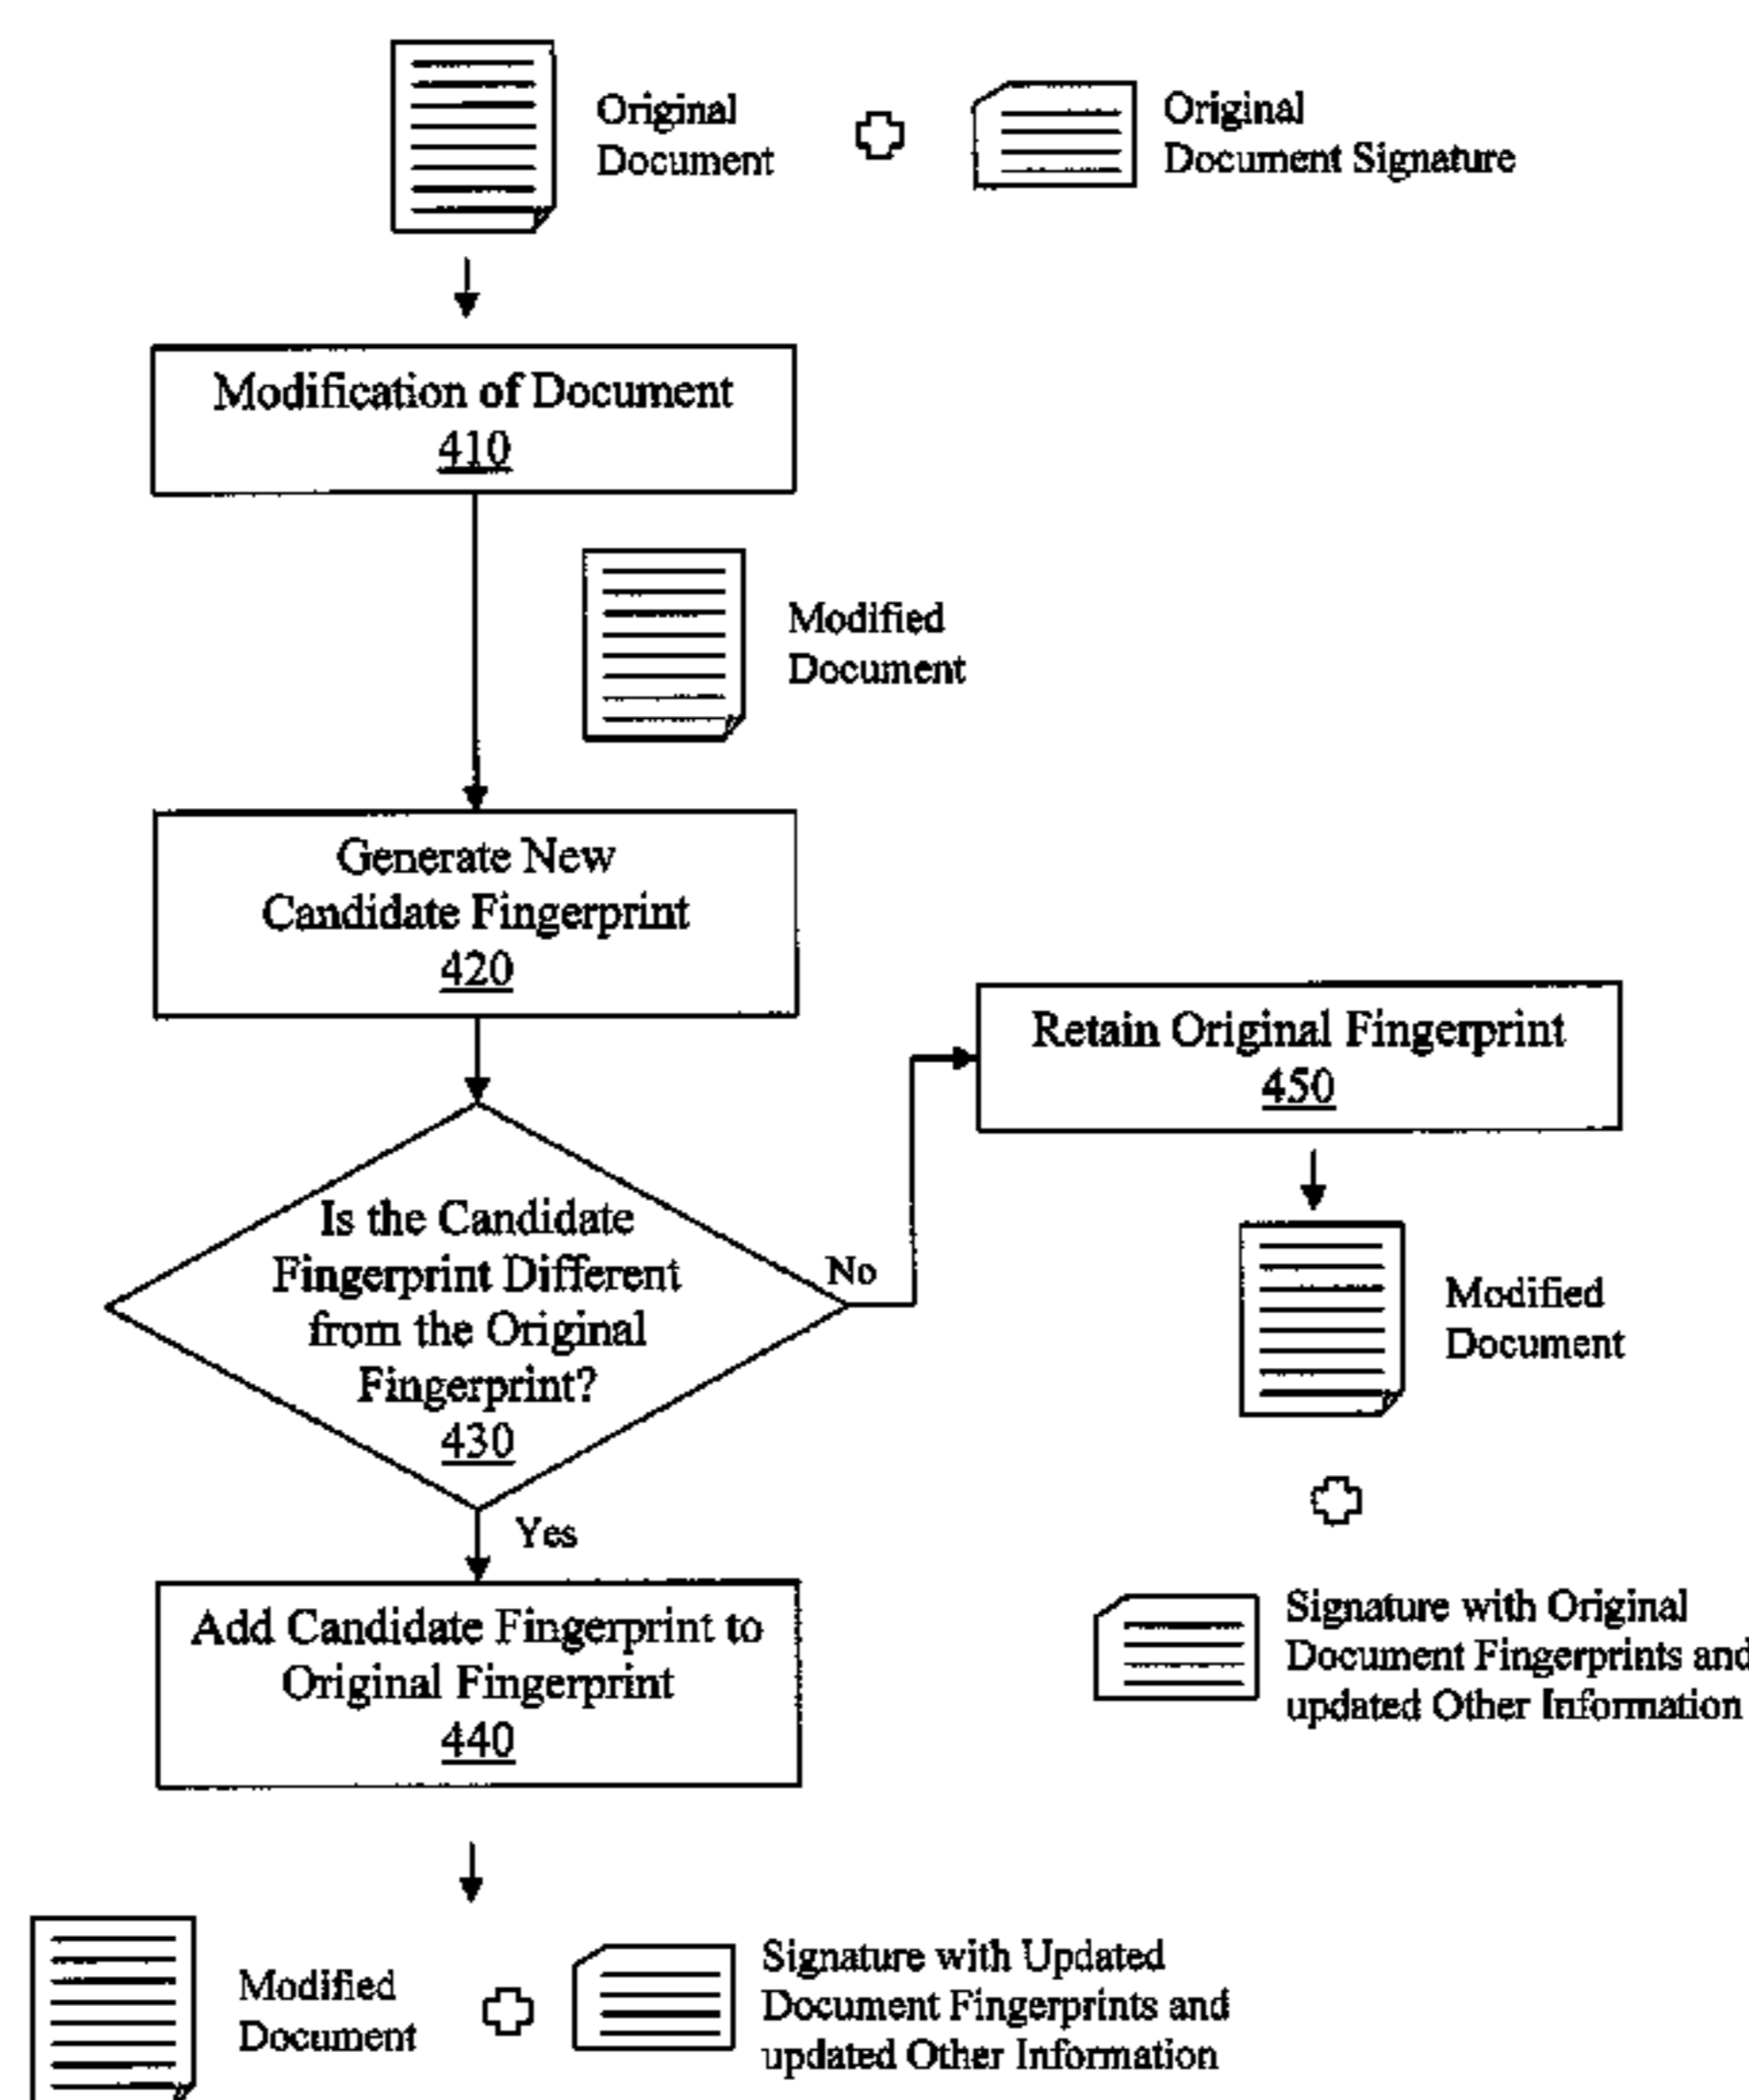 Original
Document
Original
Document Signature
Modification of Document
410
Modified
Document
Generate New
Candidate Fingerprint
420
Retain Original Fingerprint
450
Is the Candidate
Fingerprint Different
from the Original
Fingerprint?
430
No
Modified
Document
Yes
Add Candidate Fingerprint to
Original Fingerprint
440
Signature with Original
Document Fingerprints and
updated Other Information
Modified
Document
Signature with Updated
Document Fingerprints and
updated Other Information